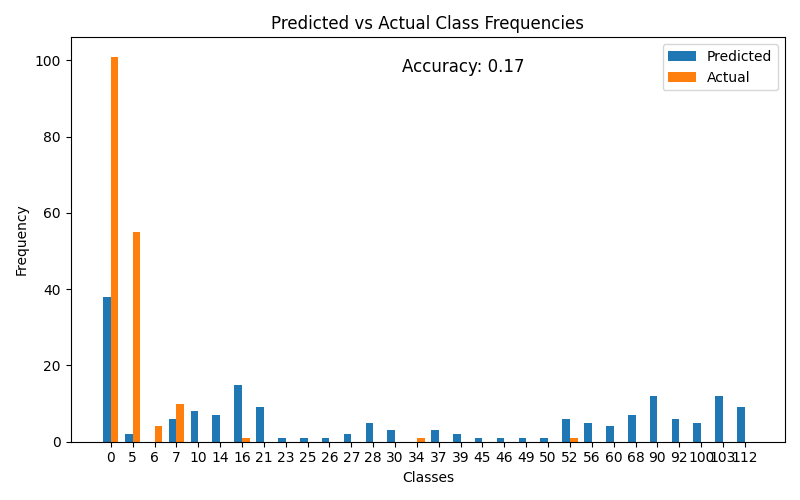 Predicted vs Actual Class Frequencies
Accuracy: 0.17
Predicted
Actual
Frequency
100
80
60
40
20
0
0 5 6 7 10 14 16 21 23 25 26 27 28 30 34 37 39 45 46 49 50 52 56 60 68 90 92 100 103 112
Classes